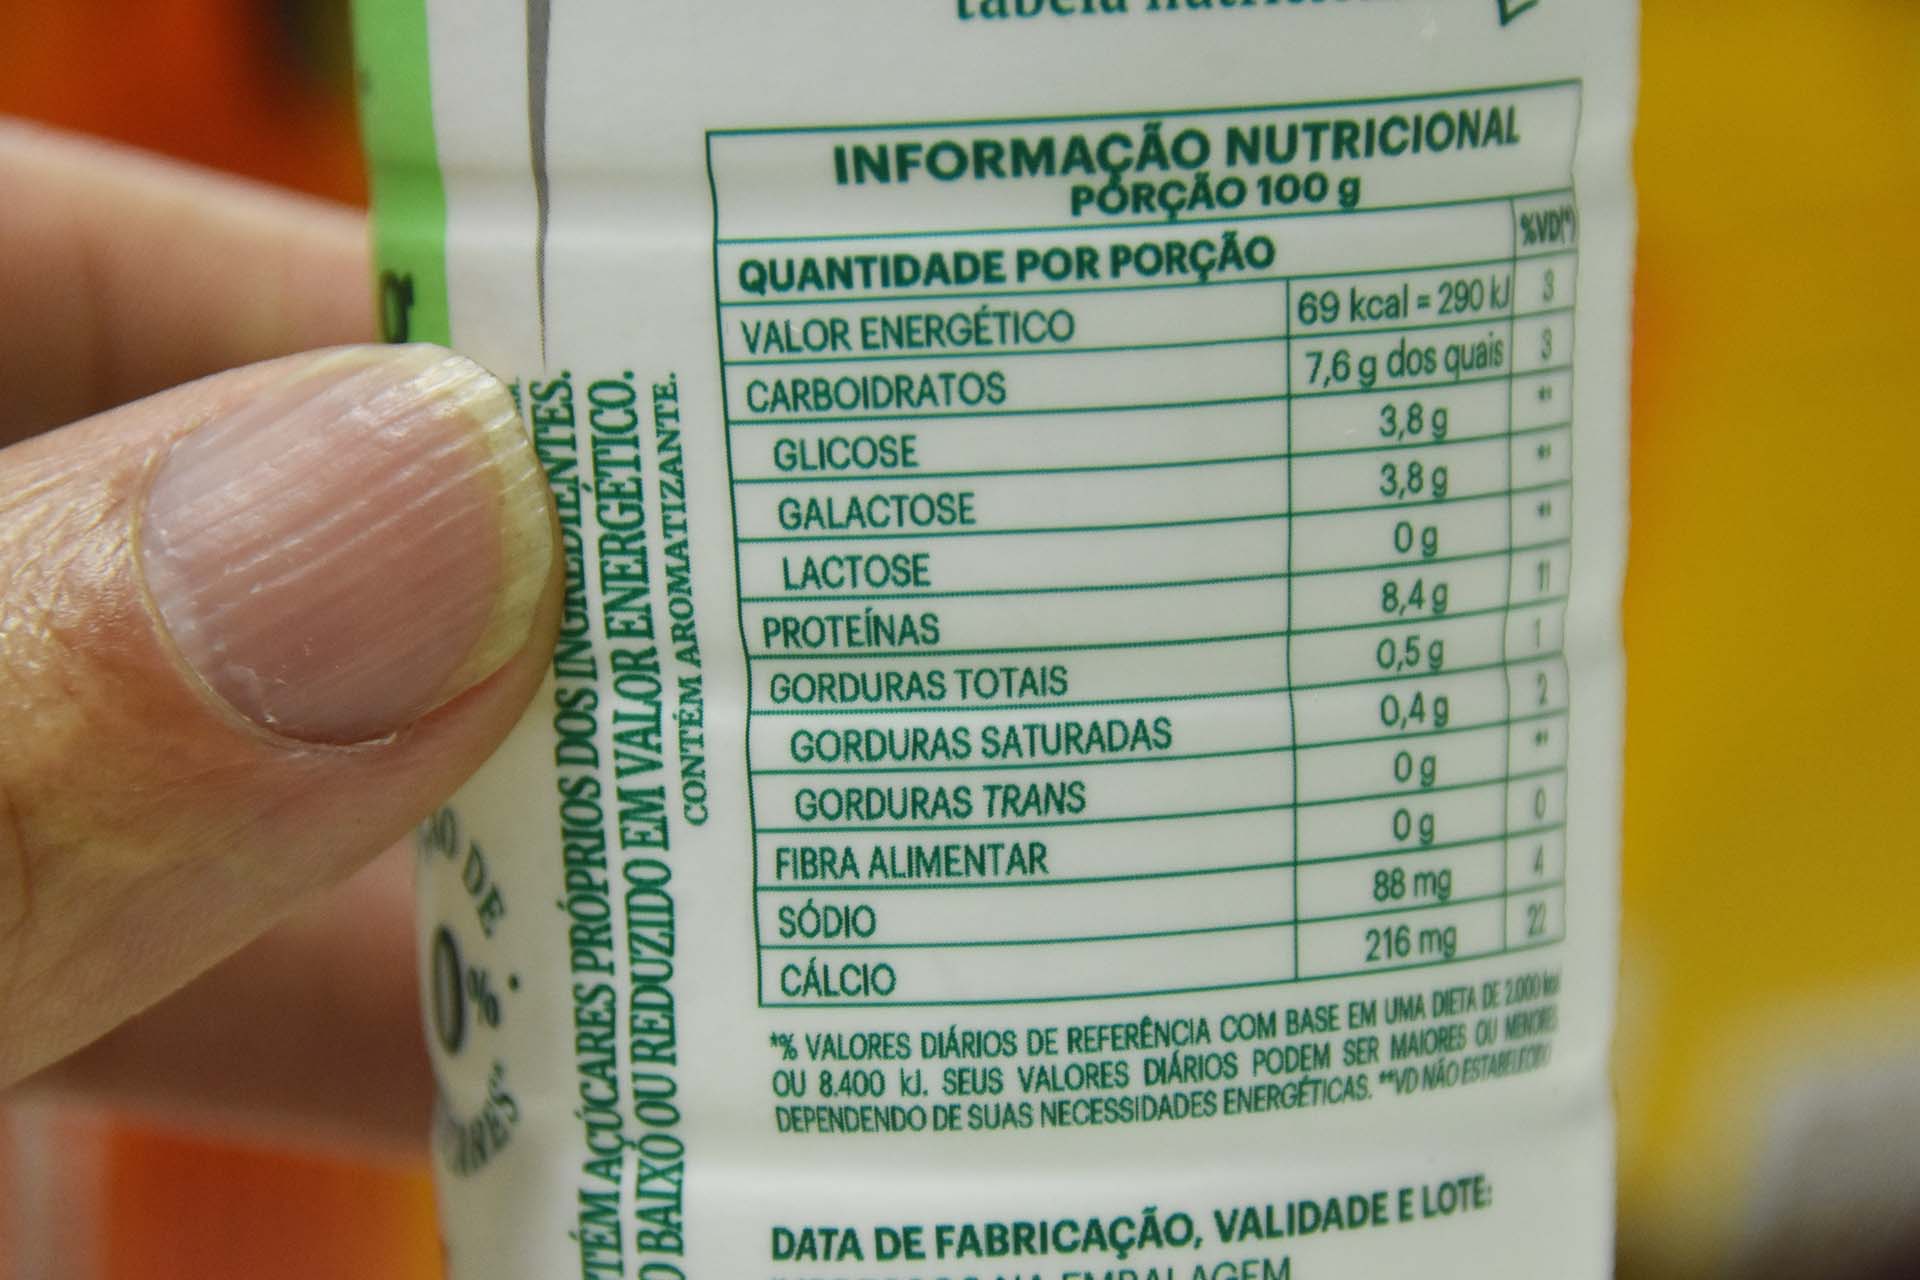 INFORMAÇÃO NUTRICIONAL
PORÇÃO 100 g
QUANTIDADE POR PORÇÃO %VD(*)
VALOR ENERGÉTICO 69 kcal = 290 kJ 3
CARBOIDRATOS 7,6 g dos quais 3
GLICOSE 3,8 g **
GALACTOSE 3,8 g **
LACTOSE 0 g **
PROTEÍNAS 8,4 g 11
GORDURAS TOTAIS 0,5 g 1
GORDURAS SATURADAS 0,4 g 2
GORDURAS TRANS 0 g **
FIBRA ALIMENTAR 0 g 0
SÓDIO 88 mg 4
CÁLCIO 216 mg 22
*% VALORES DIÁRIOS DE REFERÊNCIA COM BASE EM UMA DIETA DE 2.000 kcal
OU 8.400 kJ. SEUS VALORES DIÁRIOS PODEM SER MAIORES OU MENORES
DEPENDENDO DE SUAS NECESSIDADES ENERGÉTICAS. **VD NÃO ESTABELECIDO
DATA DE FABRICAÇÃO, VALIDADE E LOTE:
EMBALAGEM
AÇÚCARES PRÓPRIOS DOS INGREDIENTES.
BAIXO OU REDUZIDO EM VALOR ENERGÉTICO.
CONTÉM AROMATIZANTE.
DE
0%